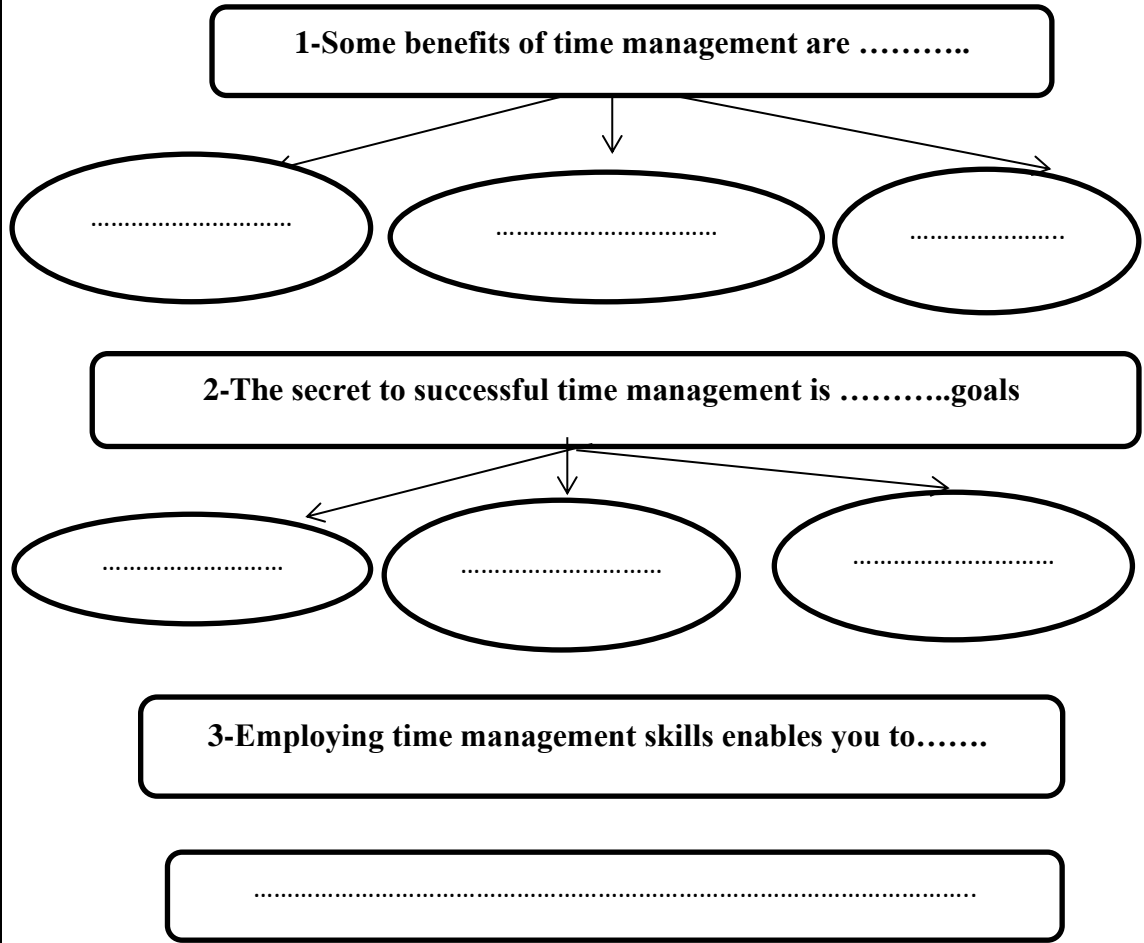 1-Some benefits of time management are ………..
…………………………
……………………………
…………………..
2-The secret to successful time management is ………..goals
………………………
…………………………
…………………………
3-Employing time management skills enables you to…….
………………………………………………………………………………………………..